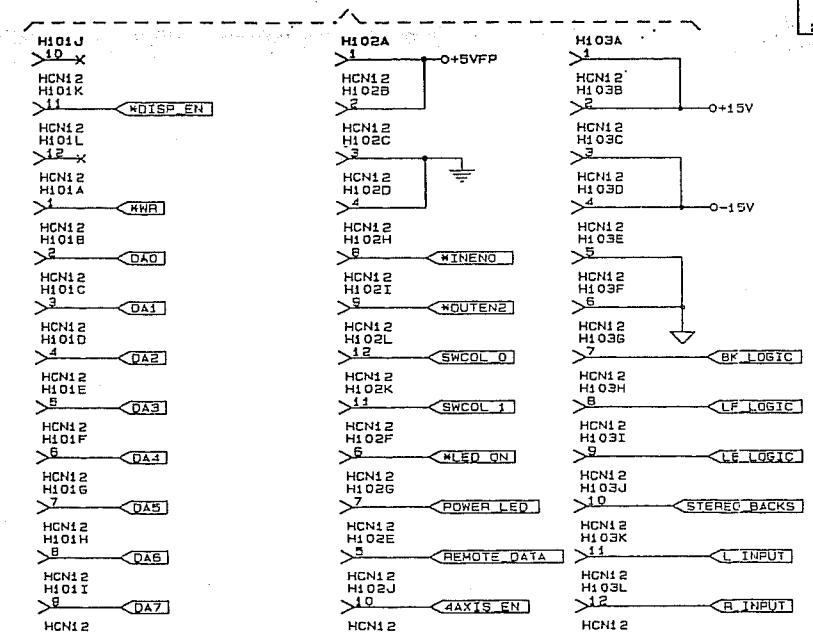 H101J
10
HCN12
H101K
11 *DISP_EN
HCN12
H101L
12
HCN12
H101A
1 *WR
HCN12
H101B
2 DA0
HCN12
H101C
3 DA1
HCN12
H101D
4 DA2
HCN12
H101E
5 DA3
HCN12
H101F
6 DA4
HCN12
H101G
7 DA5
HCN12
H101H
8 DA6
HCN12
H101I
9 DA7
HCN12
H102A
1 +5VFP
HCN12
H102B
2
HCN12
H102C
3
HCN12
H102D
4
HCN12
H102H
8 *INEN0
HCN12
H102I
9 *OUTEN2
HCN12
H102L
12 SWCOL_0
HCN12
H102K
11 SWCOL_1
HCN12
H102F
6 *LED_ON
HCN12
H102G
7 POWER_LED
HCN12
H102E
5 REMOTE_DATA
HCN12
H102J
10 4AXIS_EN
HCN12
H103A
1
HCN12
H103B
2 +15V
HCN12
H103C
3
HCN12
H103D
4 -15V
HCN12
H103E
5
HCN12
H103F
6
HCN12
H103G
7 BK_LOGIC
HCN12
H103H
8 LF_LOGIC
HCN12
H103I
9 LE_LOGIC
HCN12
H103J
10 STEREO_BACKS
HCN12
H103K
11 L_INPUT
HCN12
H103L
12 R_INPUT
HCN12